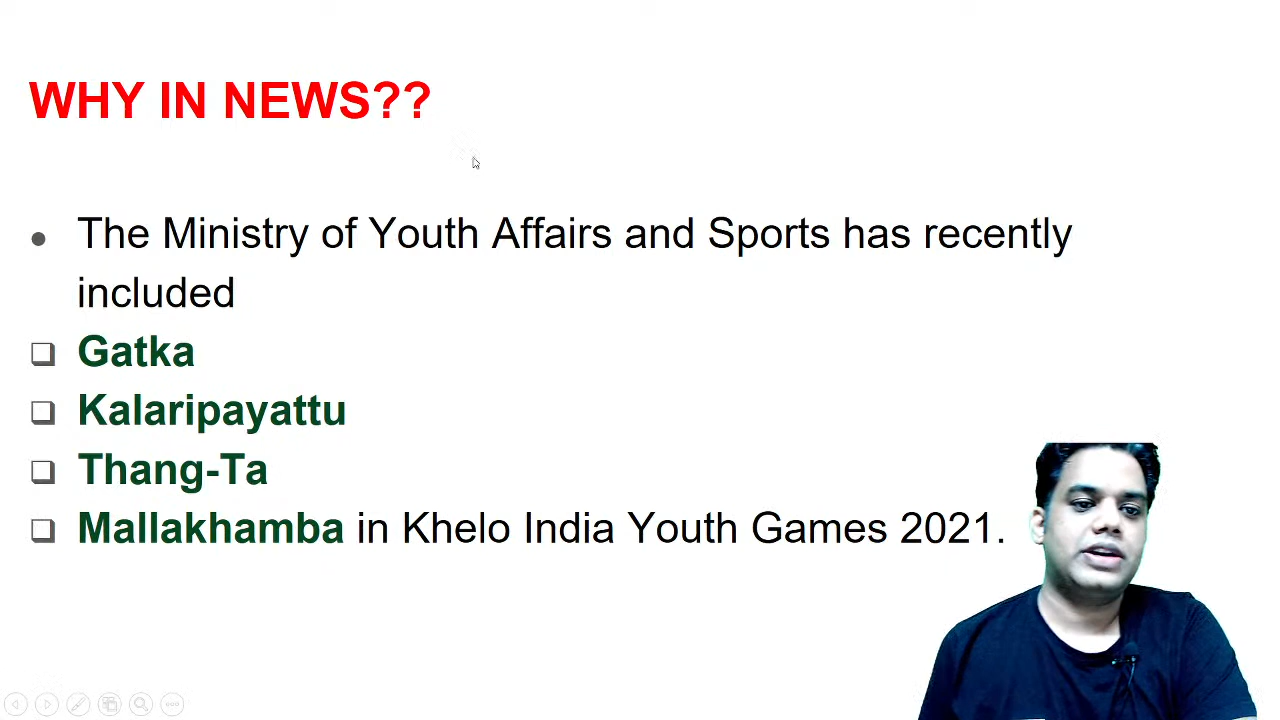 WHY IN NEWS??
The Ministry of Youth Affairs and Sports has recently
included
Gatka
Kalaripayattu
Thang-Ta
Mallakhamba in Khelo India Youth Games 2021.